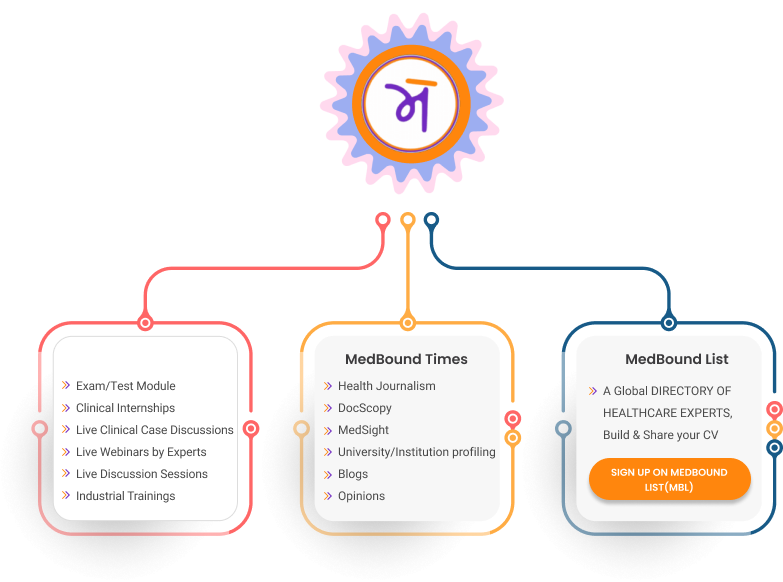 अ
Exam/Test Module
Clinical Internships
Live Clinical Case Discussions
Live Webinars by Experts
Live Discussion Sessions
Industrial Trainings
MedBound Times
Health Journalism
DocScopy
MedSight
University/Institution profiling
Blogs
Opinions
MedBound List
A Global DIRECTORY OF
HEALTHCARE EXPERTS,
Build & Share your CV
SIGN UP ON MEDBOUND
LIST(MBL)